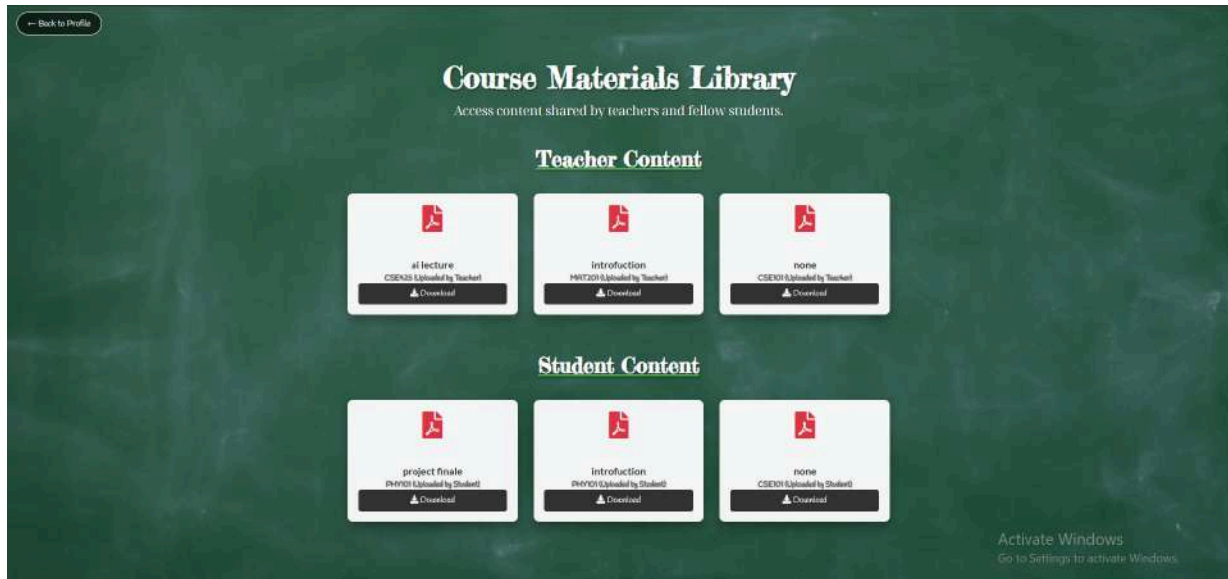 ← Back to Profile
Course Materials Library
Access content shared by teachers and fellow students.
Teacher Content
ai lecture
CSE425 (Uploaded by Teacher)
Download
introfuction
MAT201 (Uploaded by Teacher)
Download
none
CSE101 (Uploaded by Teacher)
Download
Student Content
project finale
PHY101 (Uploaded by Student)
Download
introfuction
PHY101 (Uploaded by Student)
Download
none
CSE101 (Uploaded by Student)
Download
Activate Windows
Go to Settings to activate Windows.